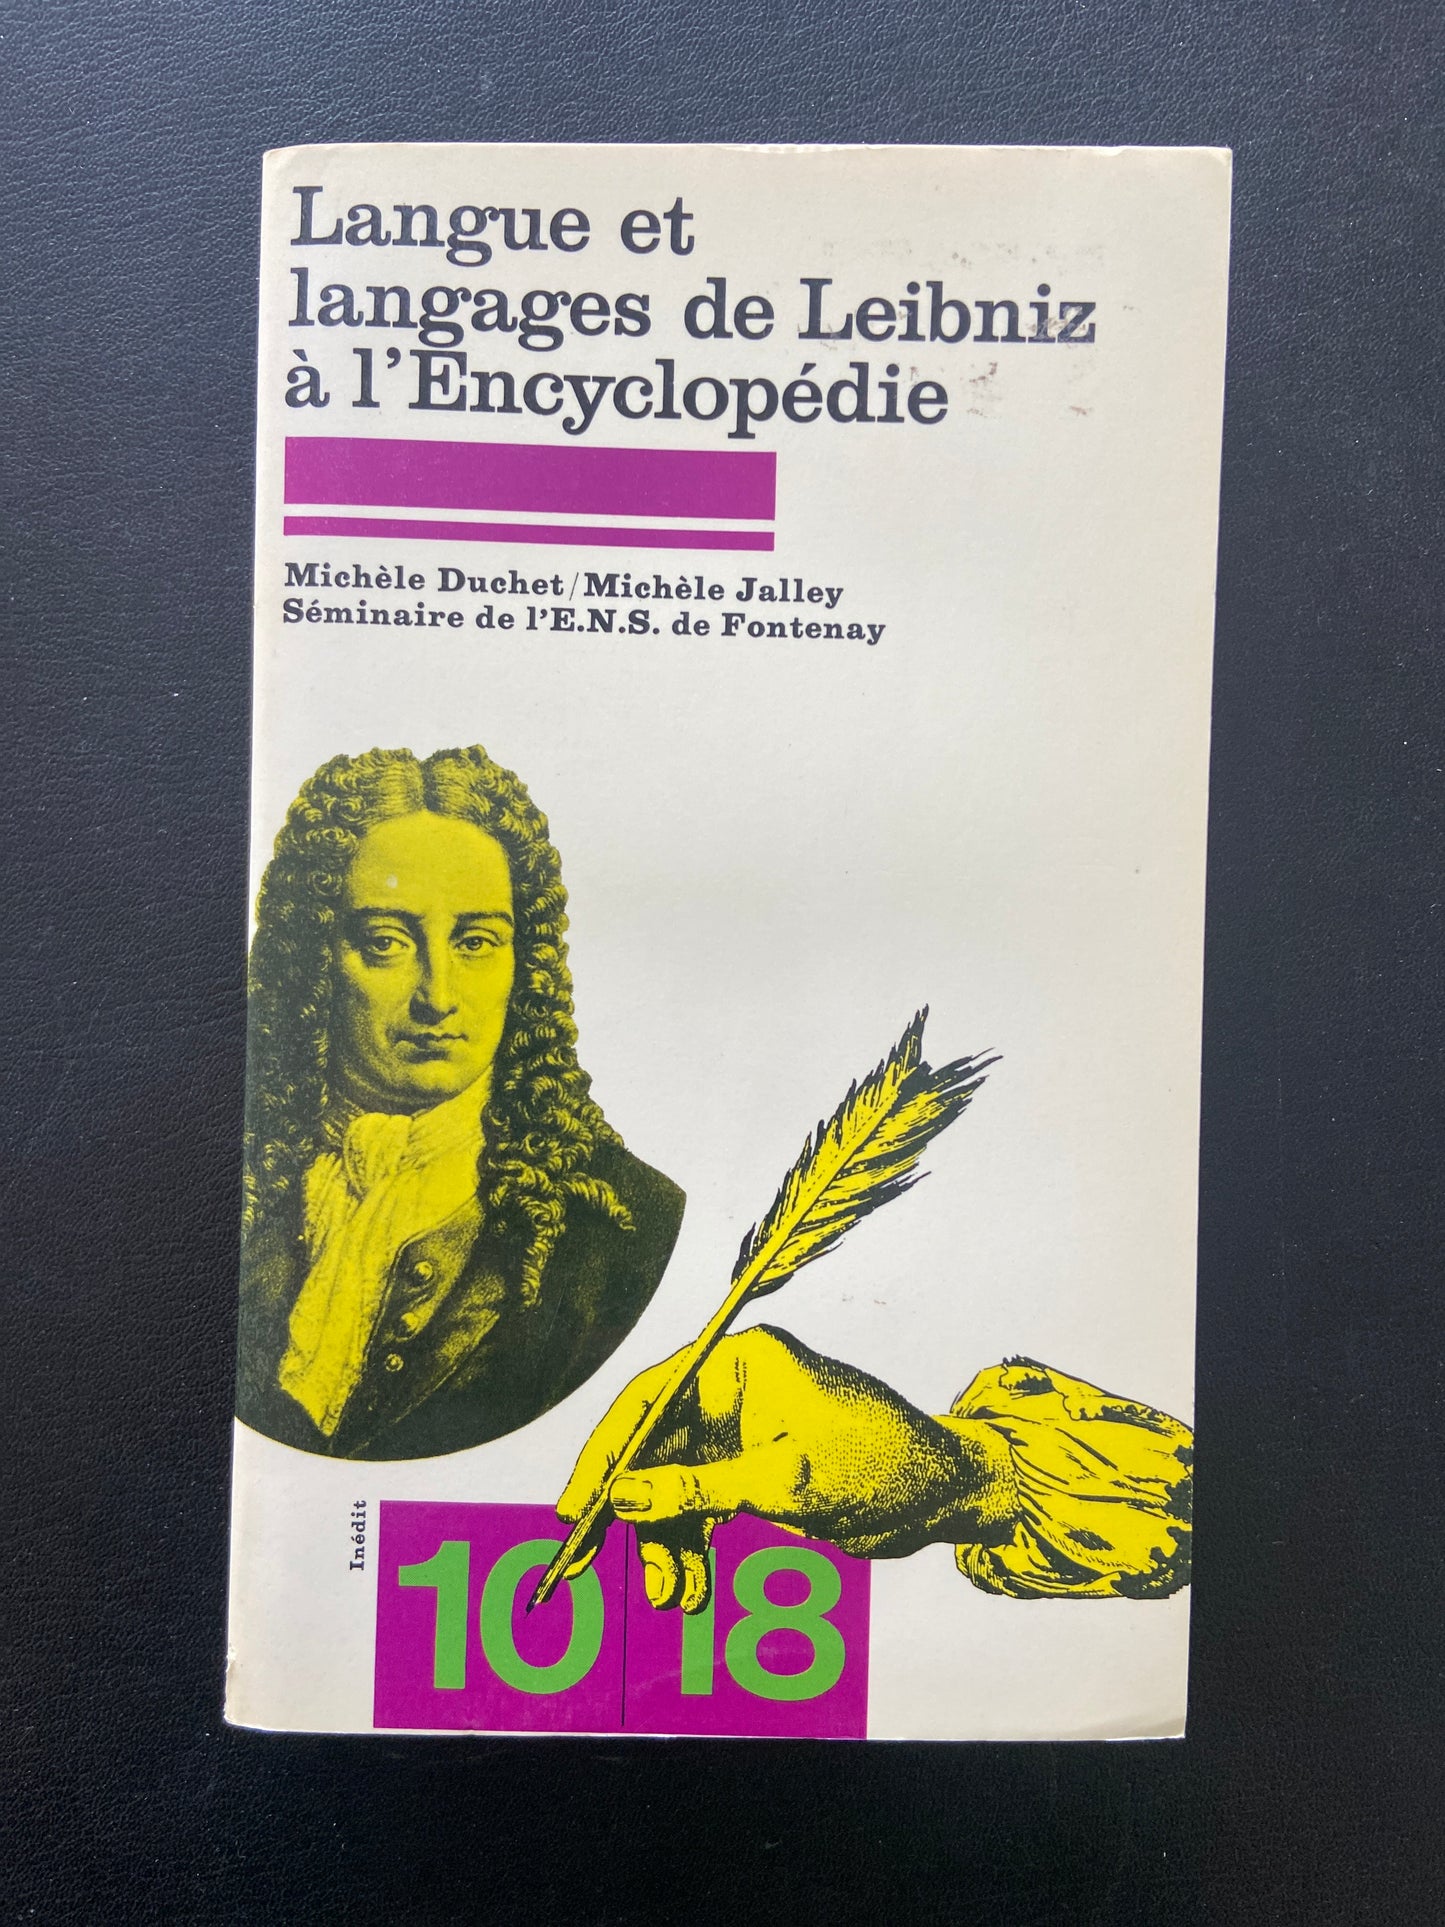 Langue et
langages de Leibniz
à l'Encyclopédie
Michèle Duchet/Michèle Jalley
Séminaire de l'E.N.S. de Fontenay
Inédit
10 18